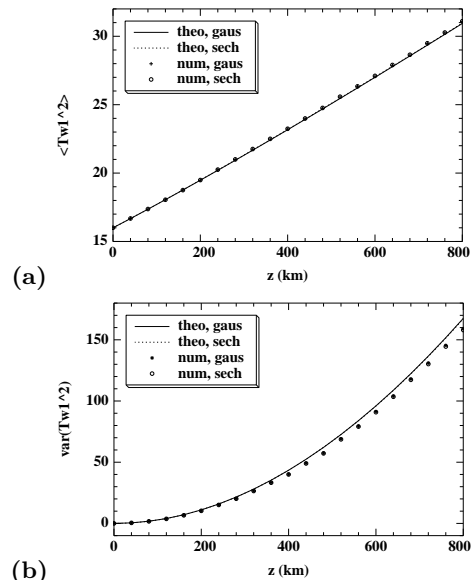 (a)
<Tw1^2>
30
25
20
15
theo, gaus
theo, sech
num, gaus
num, sech
0 200 400 600 800
z (km)
(b)
var(Tw1^2)
150
100
50
0
theo, gaus
theo, sech
num, gaus
num, sech
0 200 400 600 800
z (km)